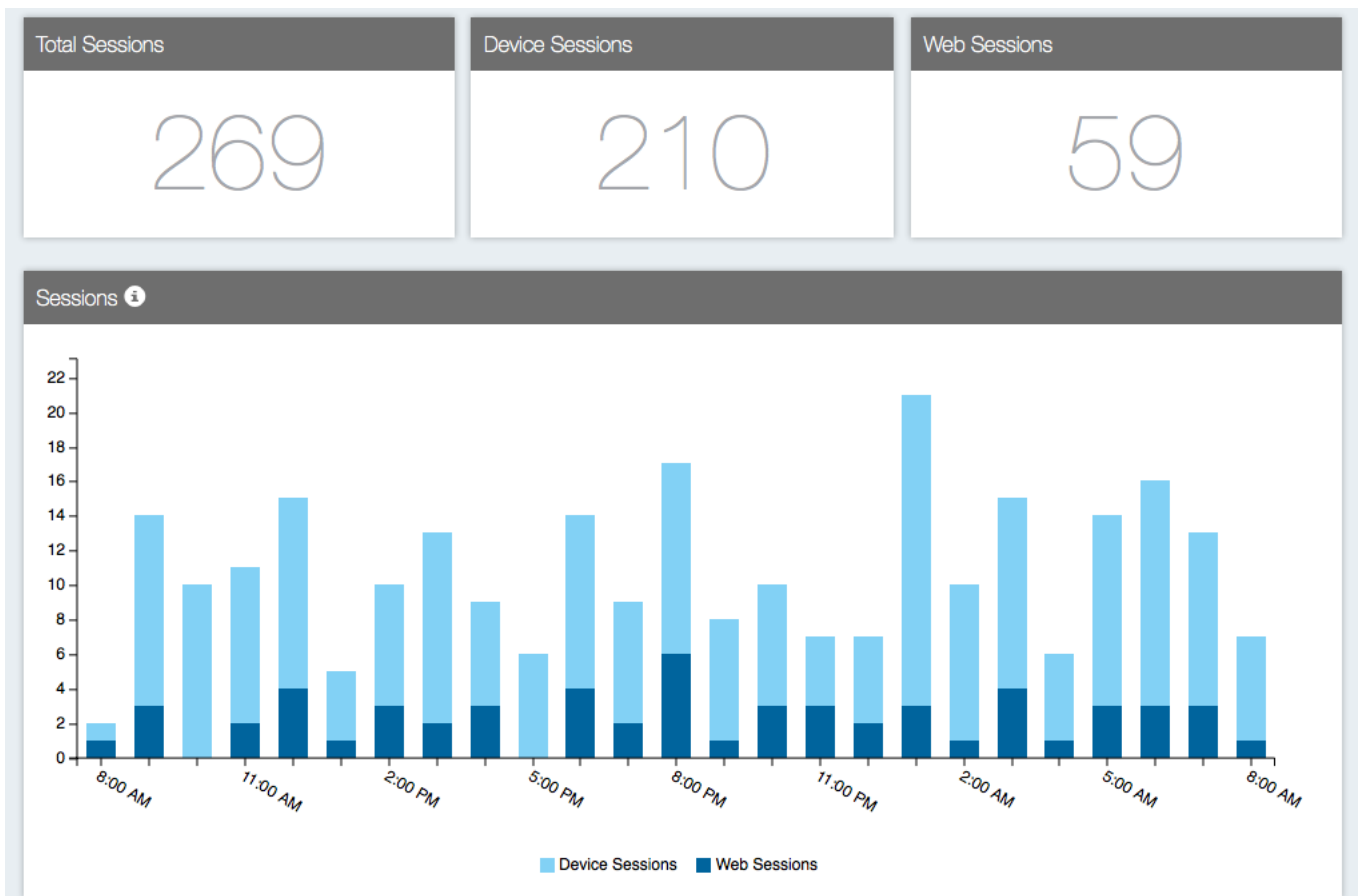 Total Sessions
Device Sessions
Web Sessions
269
210
59
Sessions
22
20
18
16
14
12
10
8
6
4
2
0
8:00 AM
11:00 AM
2:00 PM
5:00 PM
8:00 PM
11:00 PM
2:00 AM
5:00 AM
8:00 AM
Device Sessions
Web Sessions